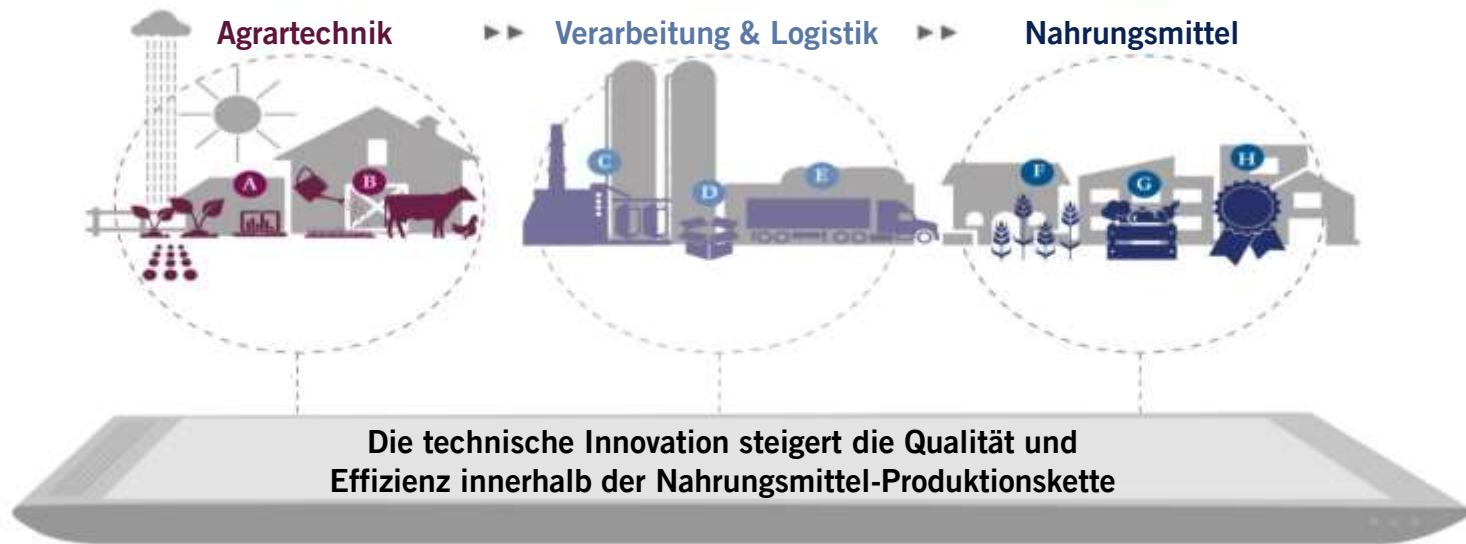 Agrartechnik
Verarbeitung & Logistik
Nahrungsmittel
A
B
C
D
E
F
G
H
Die technische Innovation steigert die Qualität und
Effizienz innerhalb der Nahrungsmittel-Produktionskette